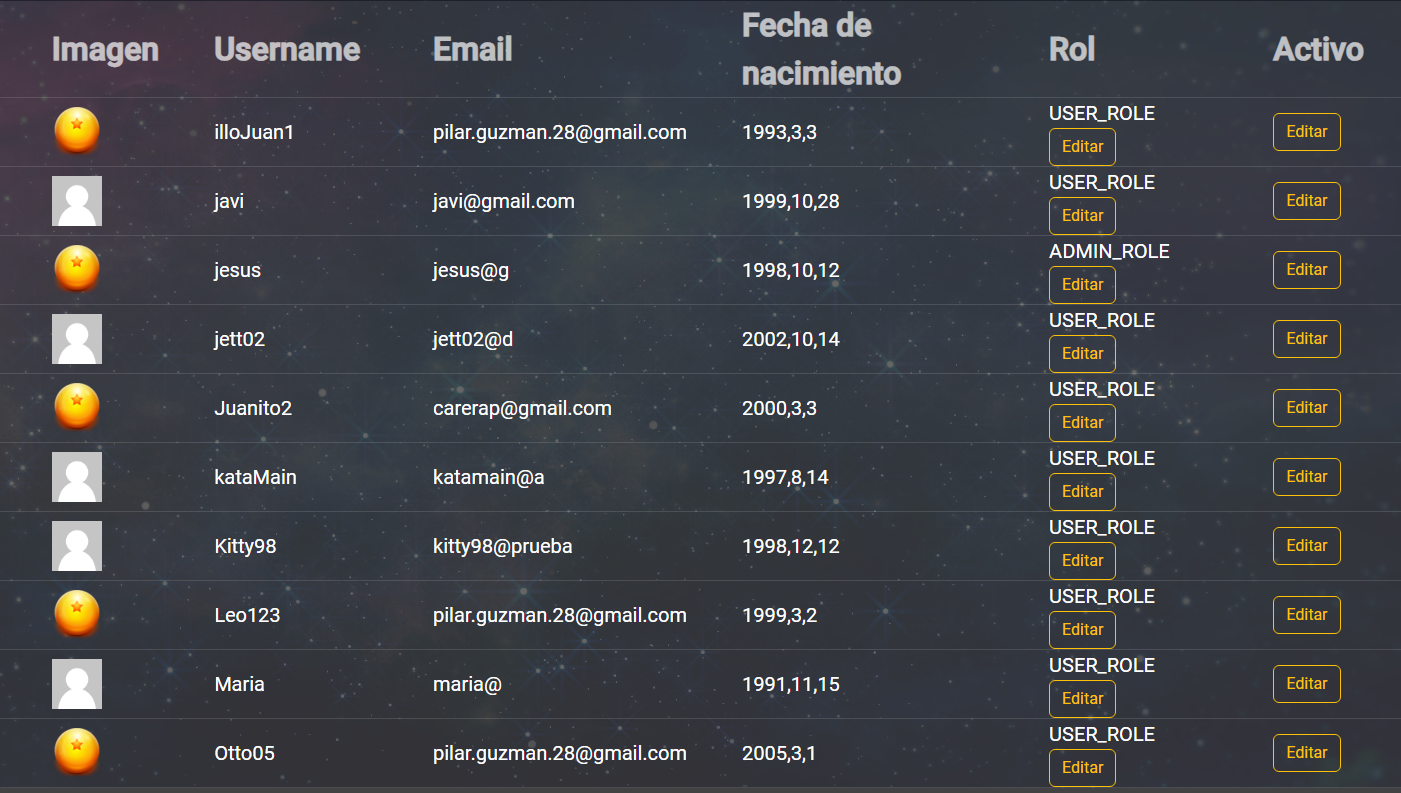 Imagen Username Email Fecha de nacimiento Rol Activo
illoJuan1 pilar.guzman.28@gmail.com 1993,3,3 USER_ROLE Editar Editar
javi javi@gmail.com 1999,10,28 USER_ROLE Editar Editar
jesus jesus@g 1998,10,12 ADMIN_ROLE Editar Editar
jett02 jett02@d 2002,10,14 USER_ROLE Editar Editar
Juanito2 carerap@gmail.com 2000,3,3 USER_ROLE Editar Editar
kataMain katamain@a 1997,8,14 USER_ROLE Editar Editar
Kitty98 kitty98@prueba 1998,12,12 USER_ROLE Editar Editar
Leo123 pilar.guzman.28@gmail.com 1999,3,2 USER_ROLE Editar Editar
Maria maria@ 1991,11,15 USER_ROLE Editar Editar
Otto05 pilar.guzman.28@gmail.com 2005,3,1 USER_ROLE Editar Editar